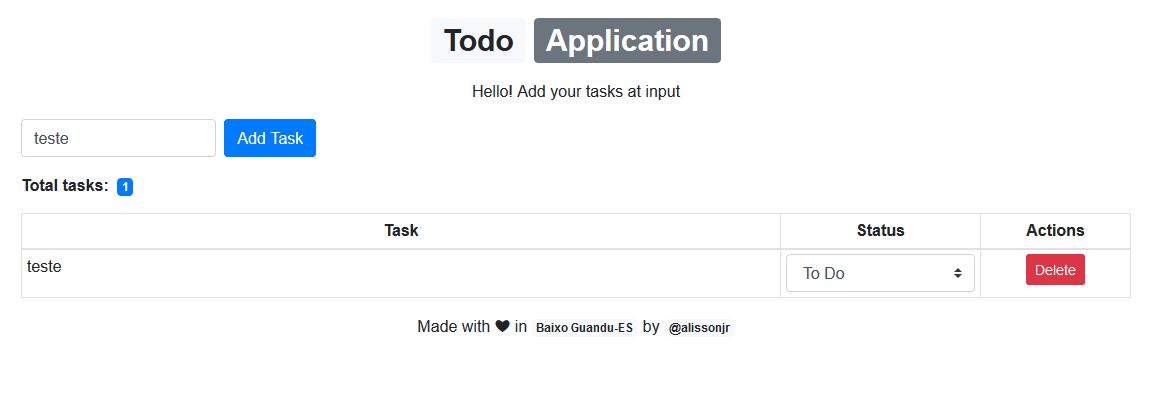 Todo Application
Hello! Add your tasks at input
teste Add Task
Total tasks: 1
Task Status Actions
teste To Do Delete
Made with ♥ in Baixo Guandu-ES by @alissonjr